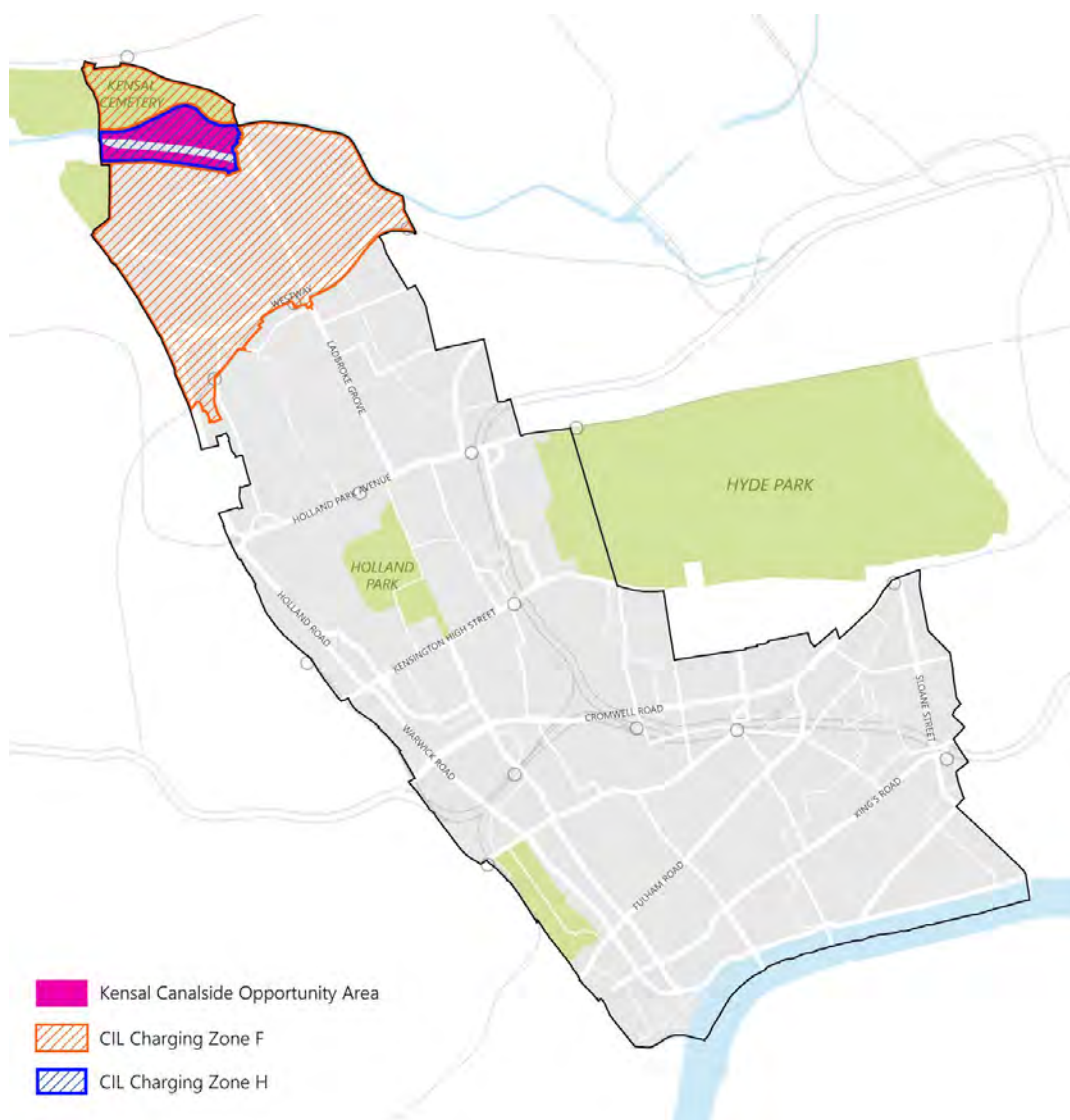 KENSAL
CEMETERY
WESTWAY
LADBROKE GROVE
HOLLAND PARK AVENUE
HYDE PARK
HOLLAND
PARK
HOLLAND ROAD
KENSINGTON HIGH STREET
SLOANE STREET
CROMWELL ROAD
WARWICK ROAD
KING'S ROAD
FULHAM ROAD
Kensal Canalside Opportunity Area
CIL Charging Zone F
CIL Charging Zone H